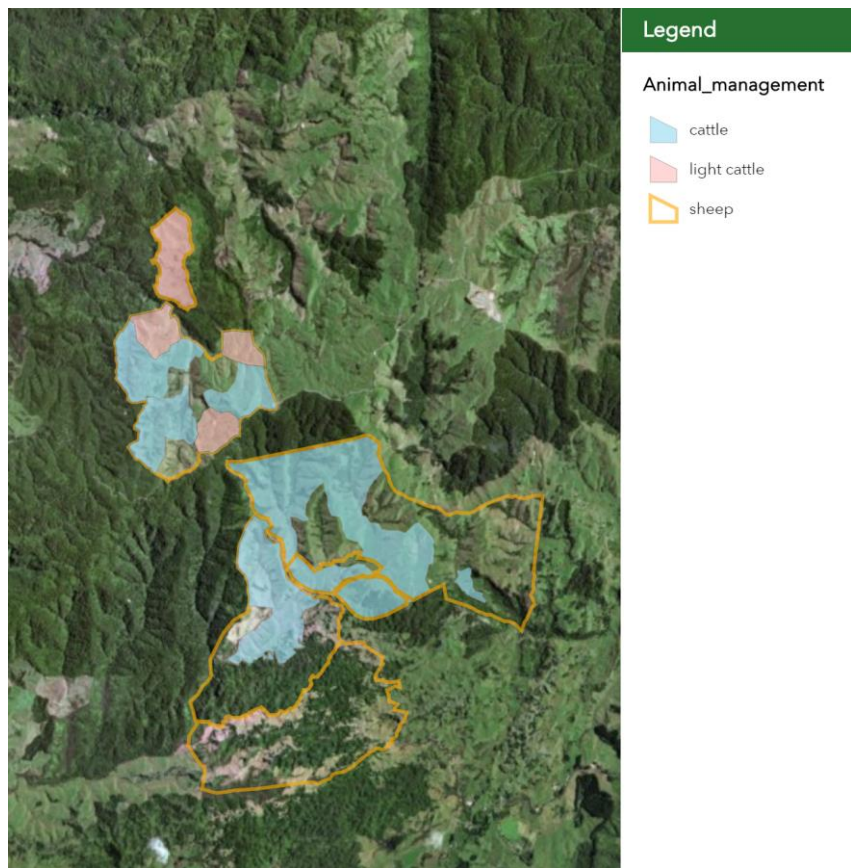 Legend
Animal_management
cattle
light cattle
sheep